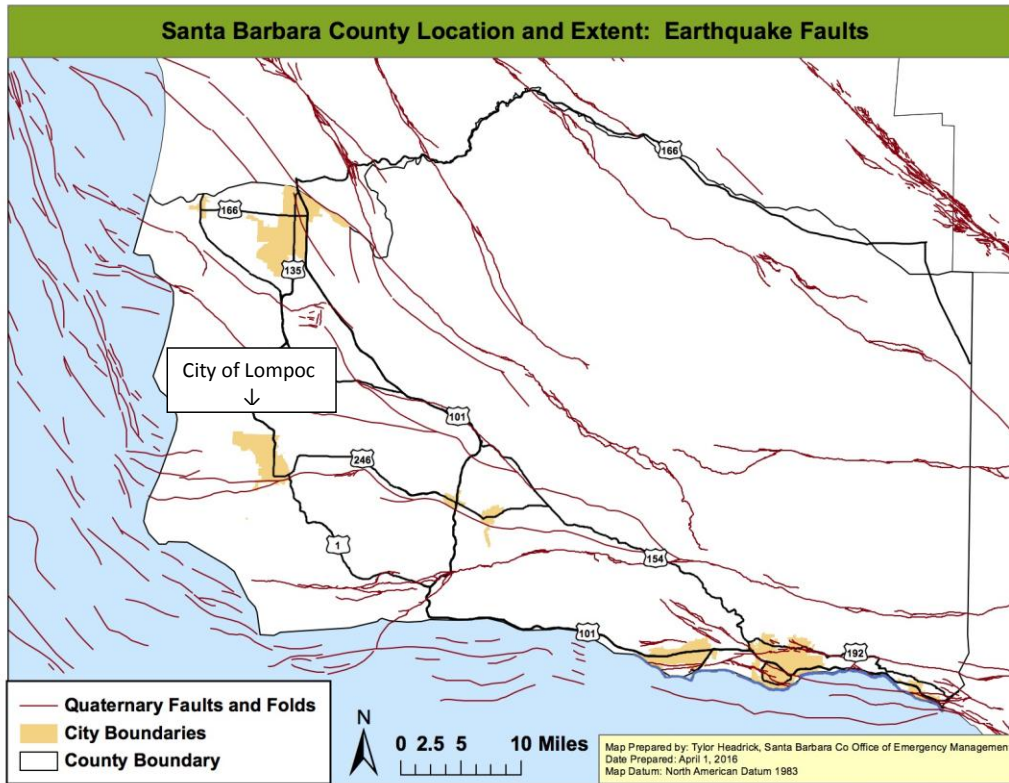 Santa Barbara County Location and Extent: Earthquake Faults
166
166
135
City of Lompoc
↓
101
246
1
154
101
192
Quaternary Faults and Folds
City Boundaries
County Boundary
N
0 2.5 5 10 Miles
Map Prepared by: Tylor Headrick, Santa Barbara Co Office of Emergency Management
Date Prepared: April 1, 2016
Map Datum: North American Datum 1983